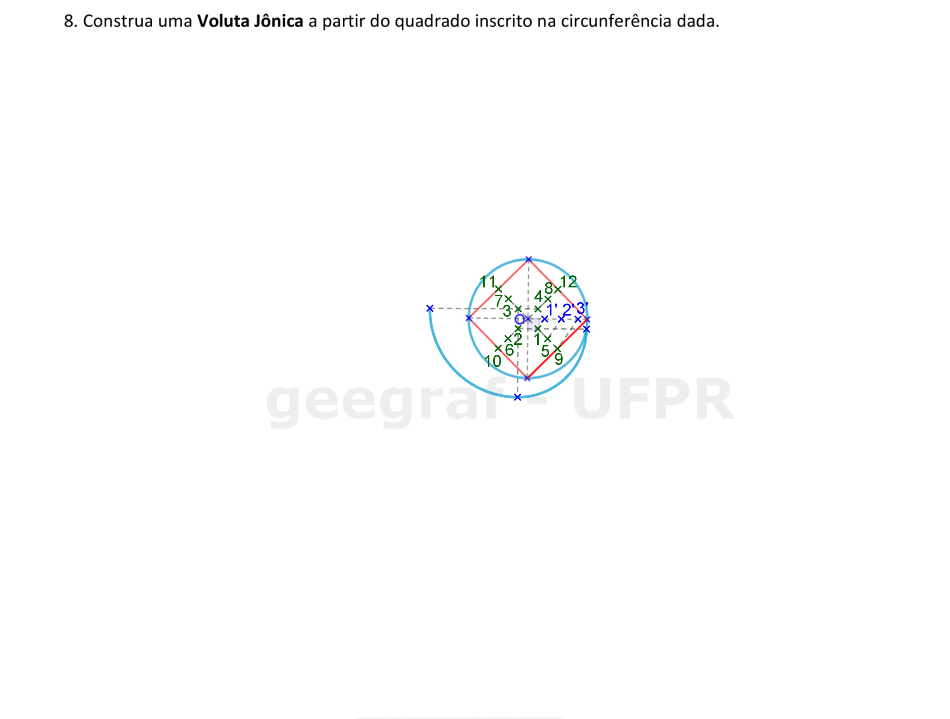 8. Construa uma Voluta Jônica a partir do quadrado inscrito na circunferência dada.
11 12
8
7 4
3 1' 2' 3'
O
2 1
6 5
10 9
geegraf - UFPR